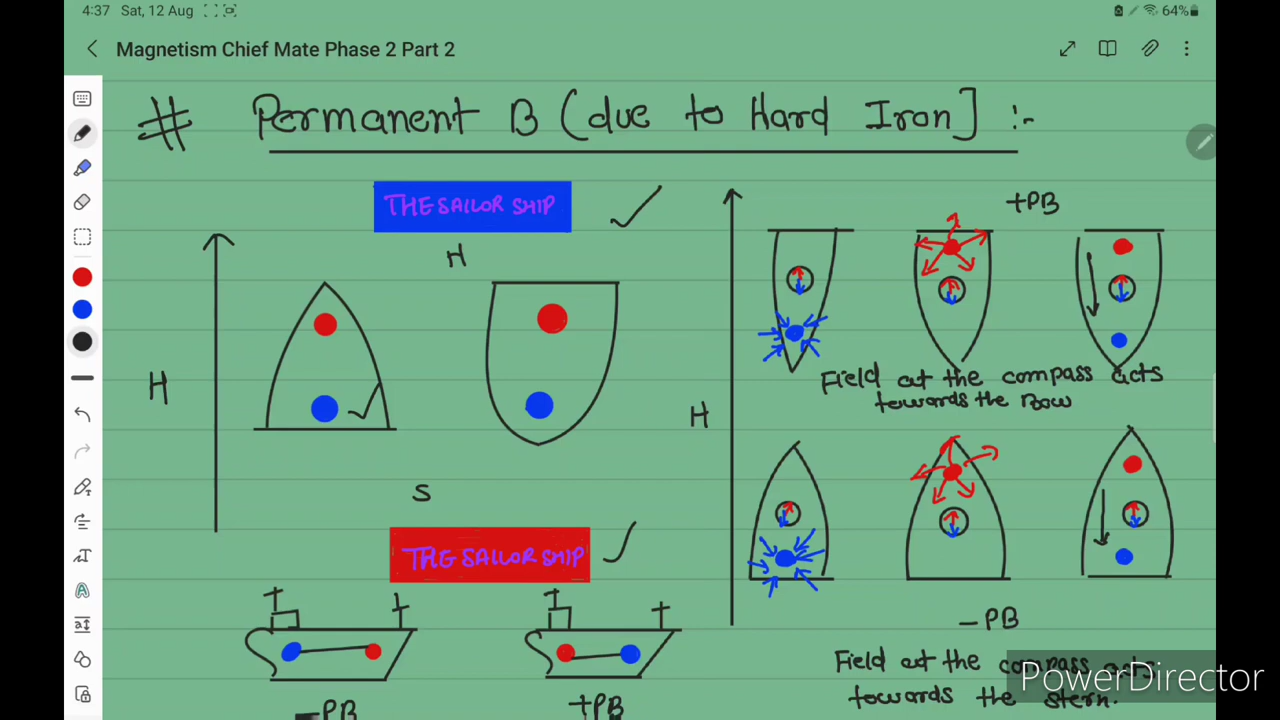 4:37 Sat, 12 Aug 64%
Magnetism Chief Mate Phase 2 Part 2
# Permanent B (due to Hard Iron] :-
THE SAILOR SHIP
+PB
H
H
Field at the compass acts
towards the Bow
H
S
THE SAILOR SHIP
-PB
Field at the compass acts
towards the stern.
-PB
+PB
PowerDirector